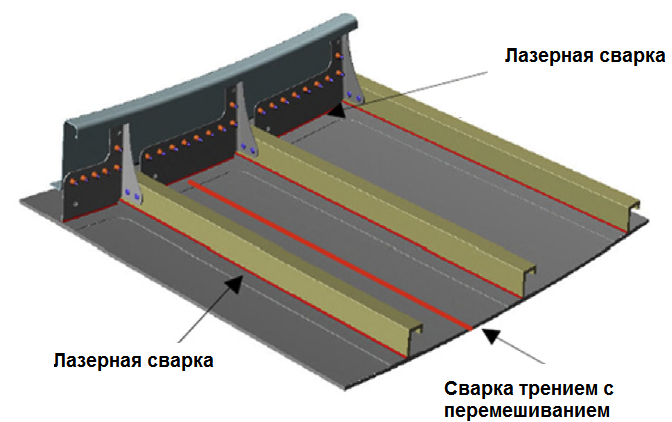 Лазерная сварка
Лазерная сварка
Сварка трением с
перемешиванием